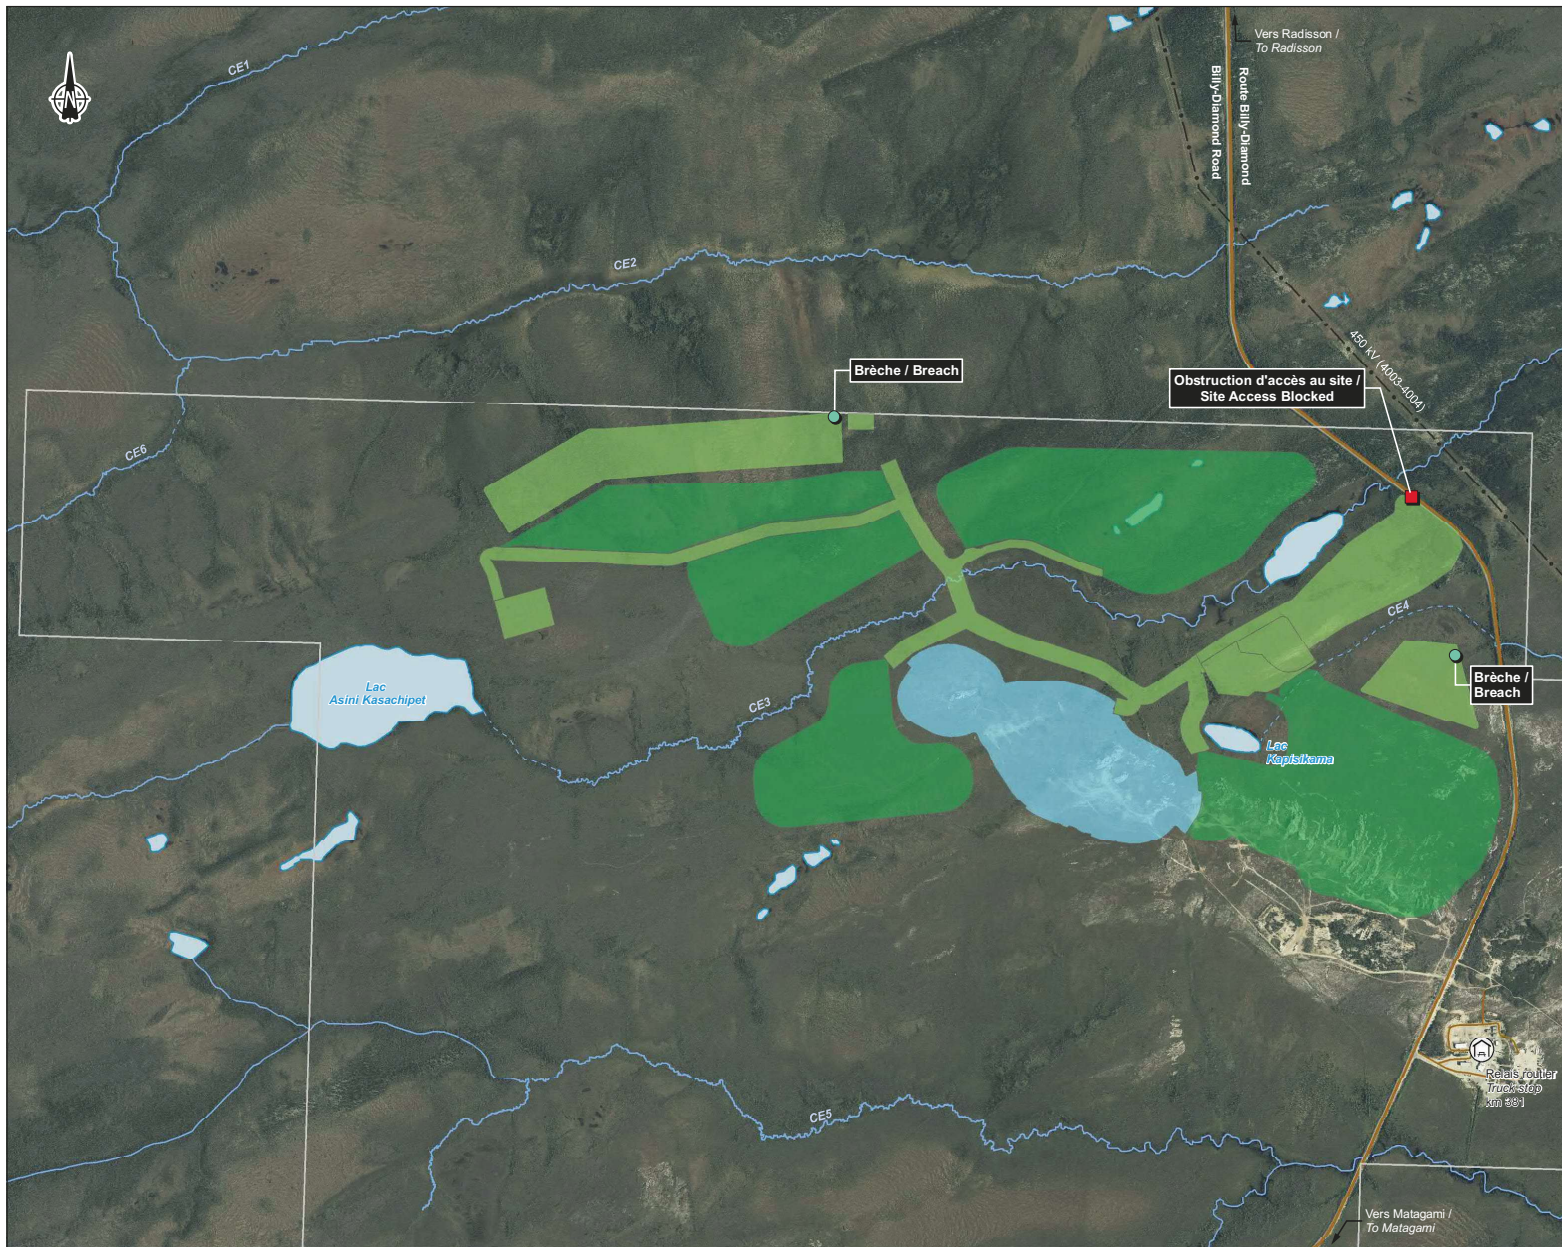 Vers Radisson /
To Radisson
N
CE1
Billy-Diamond Road
Route Billy-Diamond
CE2
450 kV (4003-4004)
Brèche / Breach
Obstruction d'accès au site /
Site Access Blocked
CE6
CE4
Brèche /
Breach
Lac
Asini Kasachipet
CE3
Lac
Kapisikama
Relais routier
Truck stop
km 381
CE5
Vers Matagami /
To Matagami